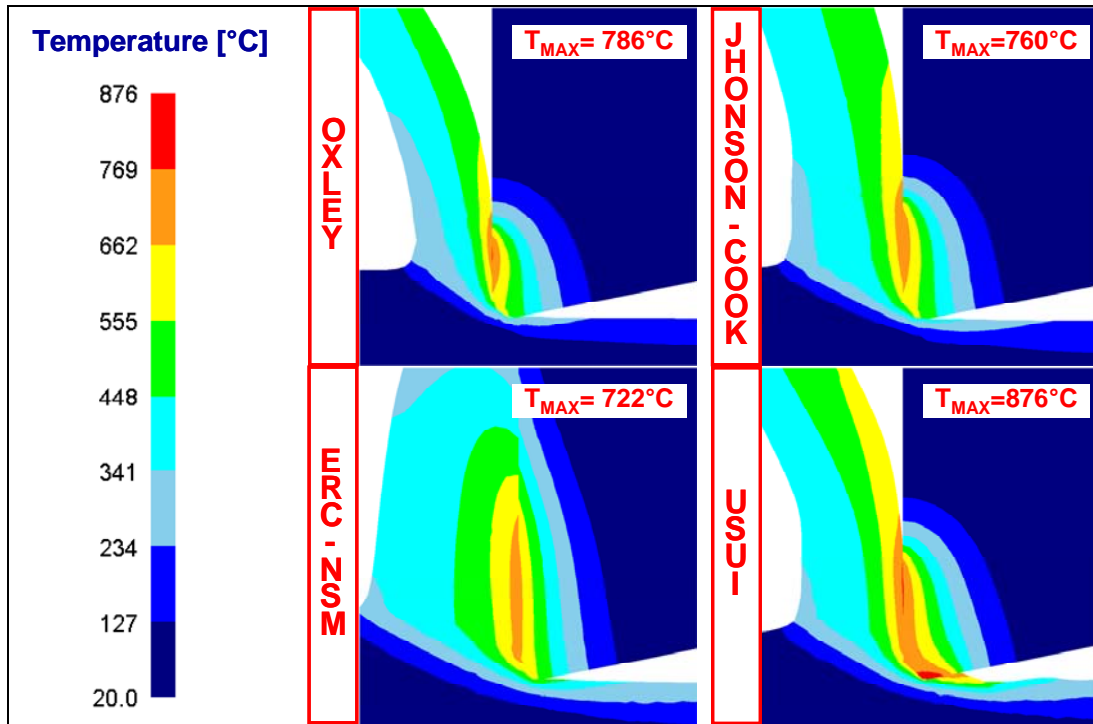 Temperature [°C]
876
769
662
555
448
341
234
127
20.0
OXLEY
TMAX= 786°C
JHONSON-COOK
TMAX= 760°C
ERC-NSM
TMAX= 722°C
USUI
TMAX=876°C